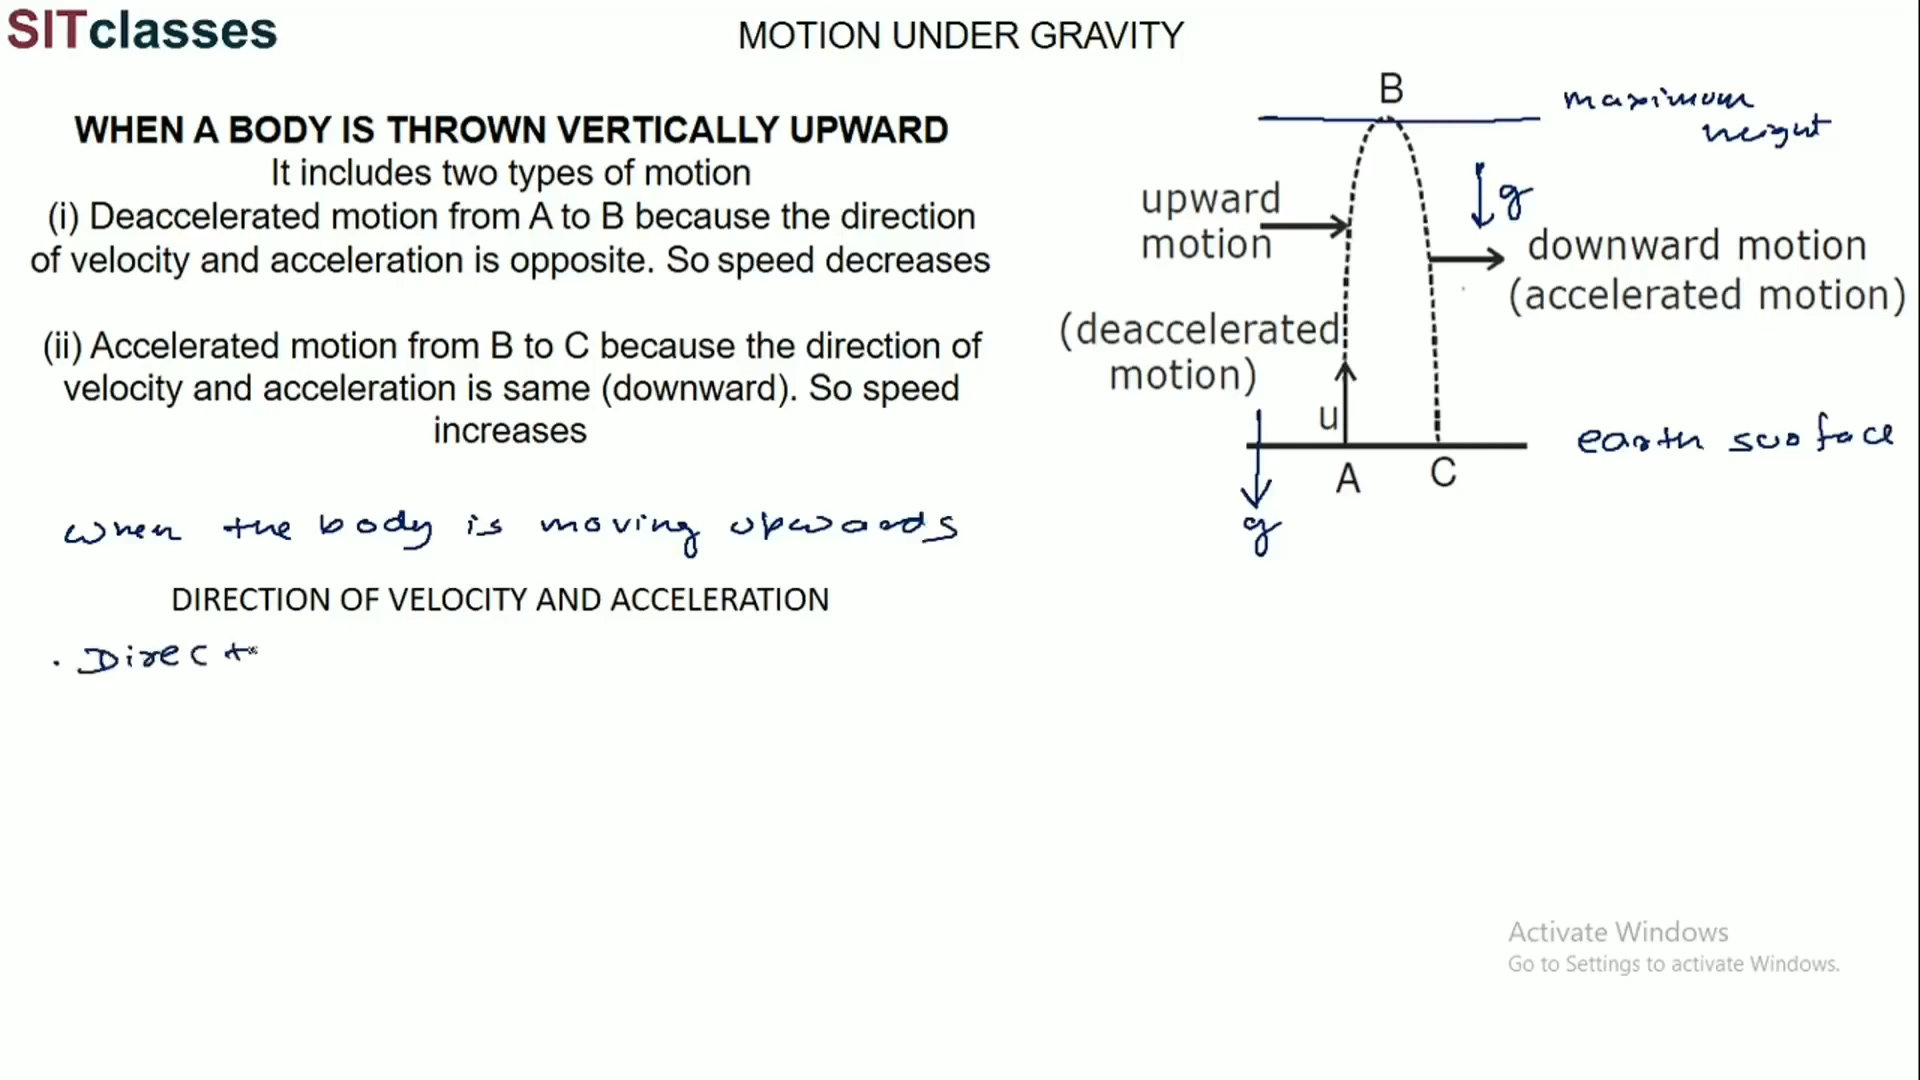 SITclasses
MOTION UNDER GRAVITY
WHEN A BODY IS THROWN VERTICALLY UPWARD
It includes two types of motion
(i) Deaccelerated motion from A to B because the direction
of velocity and acceleration is opposite. So speed decreases
(ii) Accelerated motion from B to C because the direction of
velocity and acceleration is same (downward). So speed
increases
when the body is moving upwards
DIRECTION OF VELOCITY AND ACCELERATION
. Direct
B
maximum
height
g
upward
motion
downward motion
(accelerated motion)
(deaccelerated
motion)
u
earth surface
A
C
g
Activate Windows
Go to Settings to activate Windows.